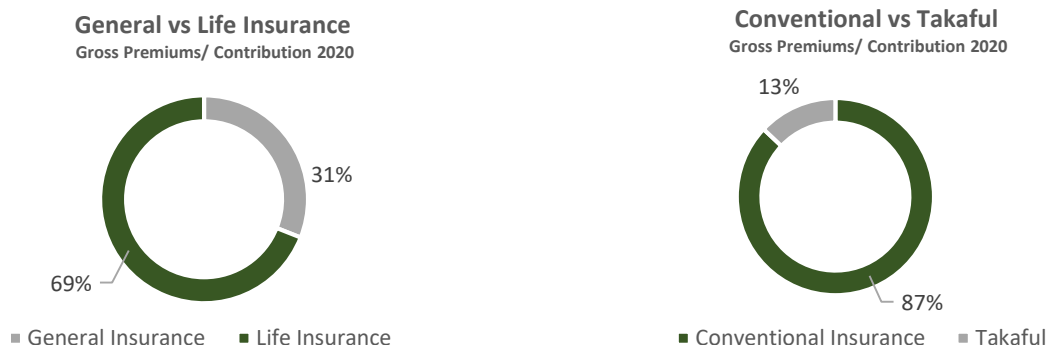 General vs Life Insurance
Gross Premiums/ Contribution 2020
31%
69%
General Insurance Life Insurance
Conventional vs Takaful
Gross Premiums/ Contribution 2020
13%
87%
Conventional Insurance Takaful